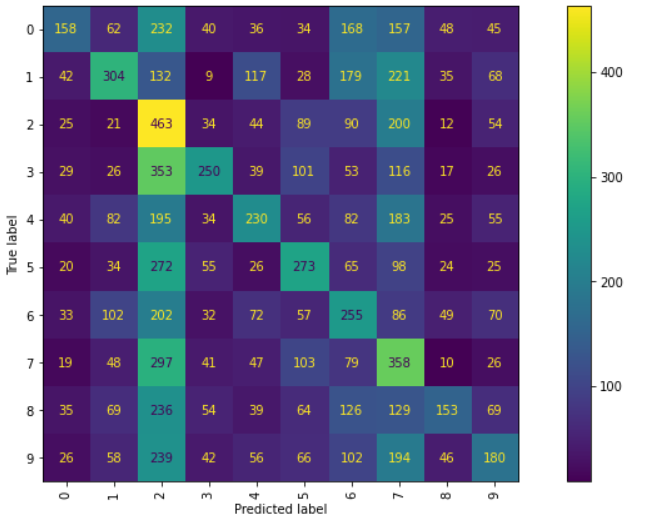 0 158 62 232 40 36 34 168 157 48 45
1 42 304 132 9 117 28 179 221 35 68
2 25 21 463 34 44 89 90 200 12 54
3 29 26 353 250 39 101 53 116 17 26
4 40 82 195 34 230 56 82 183 25 55
5 20 34 272 55 26 273 65 98 24 25
6 33 102 202 32 72 57 255 86 49 70
7 19 48 297 41 47 103 79 358 10 26
8 35 69 236 54 39 64 126 129 153 69
9 26 58 239 42 56 66 102 194 46 180
0 1 2 3 4 5 6 7 8 9
Predicted label
True label
400
300
200
100